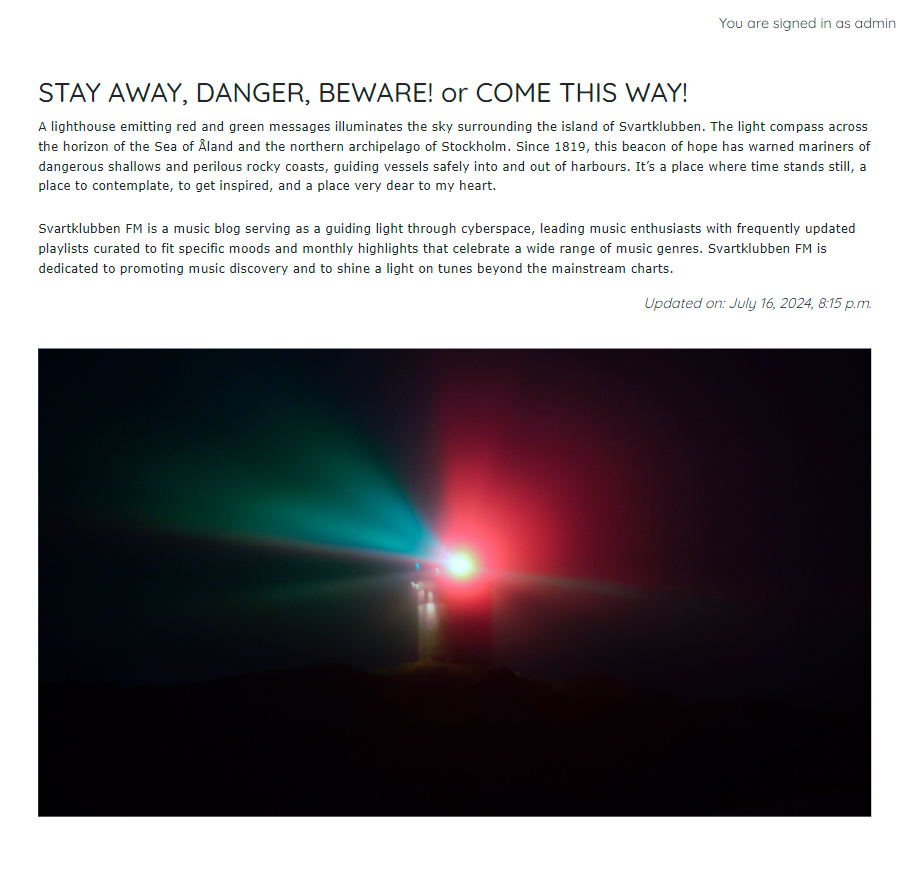 You are signed in as admin
STAY AWAY, DANGER, BEWARE! or COME THIS WAY!
A lighthouse emitting red and green messages illuminates the sky surrounding the island of Svartklubben. The light compass across
the horizon of the Sea of Åland and the northern archipelago of Stockholm. Since 1819, this beacon of hope has warned mariners of
dangerous shallows and perilous rocky coasts, guiding vessels safely into and out of harbours. It’s a place where time stands still, a
place to contemplate, to get inspired, and a place very dear to my heart.
Svartklubben FM is a music blog serving as a guiding light through cyberspace, leading music enthusiasts with frequently updated
playlists curated to fit specific moods and monthly highlights that celebrate a wide range of music genres. Svartklubben FM is
dedicated to promoting music discovery and to shine a light on tunes beyond the mainstream charts.
Updated on: July 16, 2024, 8:15 p.m.